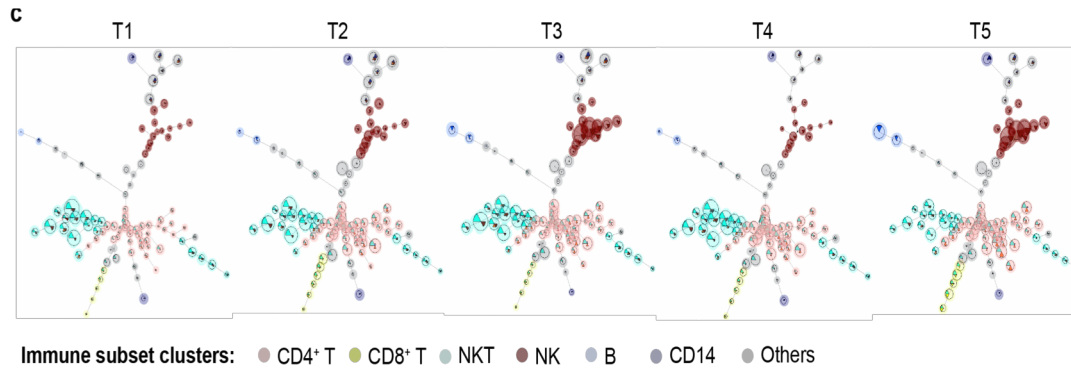 c
T1 T2 T3 T4 T5
Immune subset clusters: CD4⁺ T CD8⁺ T NKT NK B CD14 Others